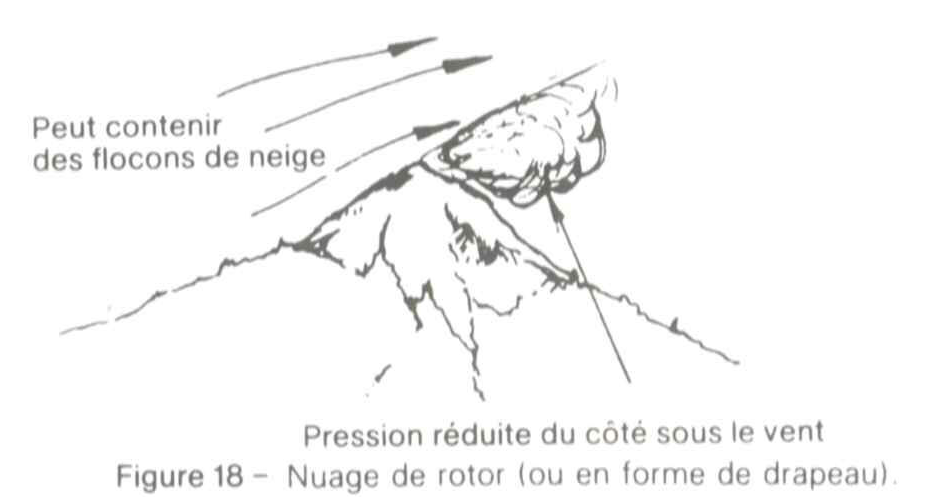 Peut contenir
des flocons de neige
Pression réduite du côté sous le vent
Figure 18 – Nuage de rotor (ou en forme de drapeau).